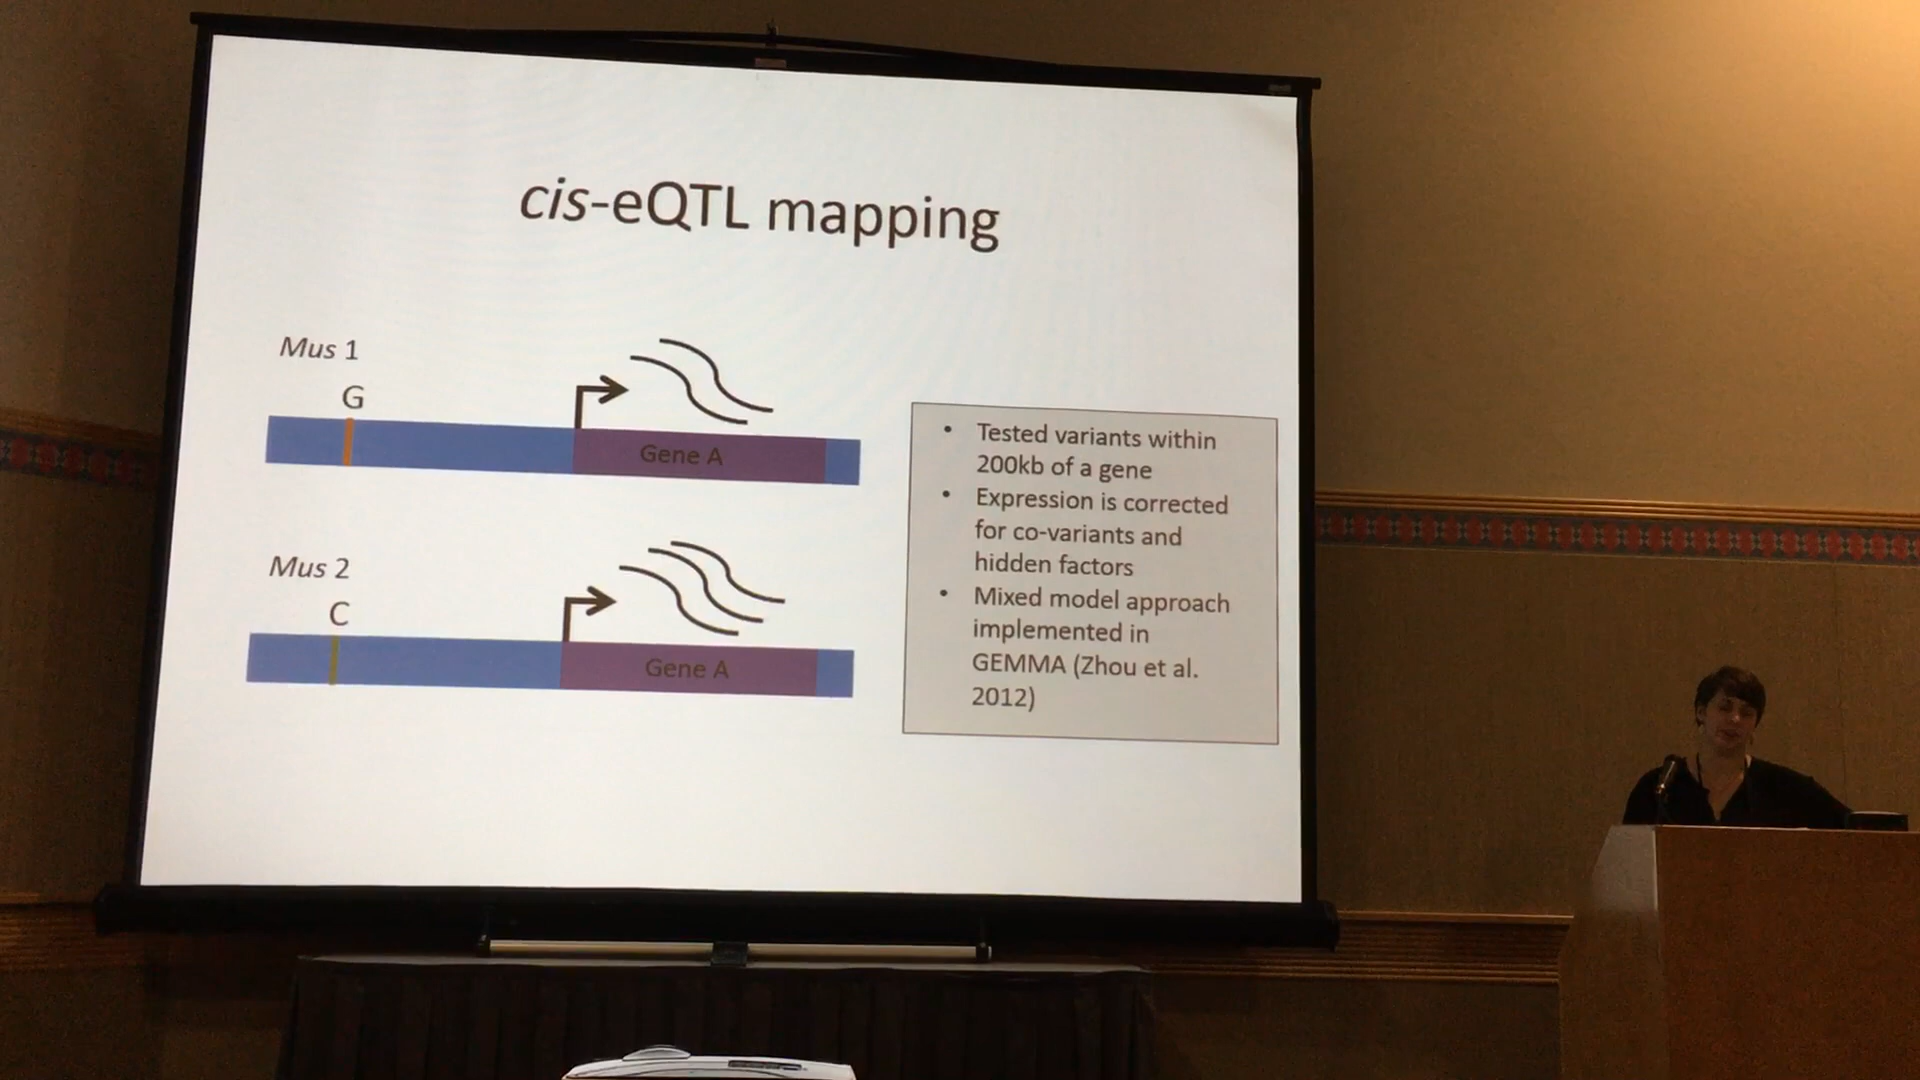 cis-eQTL mapping
Mus 1
G
Gene A
Mus 2
C
Gene A
• Tested variants within
200kb of a gene
• Expression is corrected
for co-variants and
hidden factors
• Mixed model approach
implemented in
GEMMA (Zhou et al.
2012)